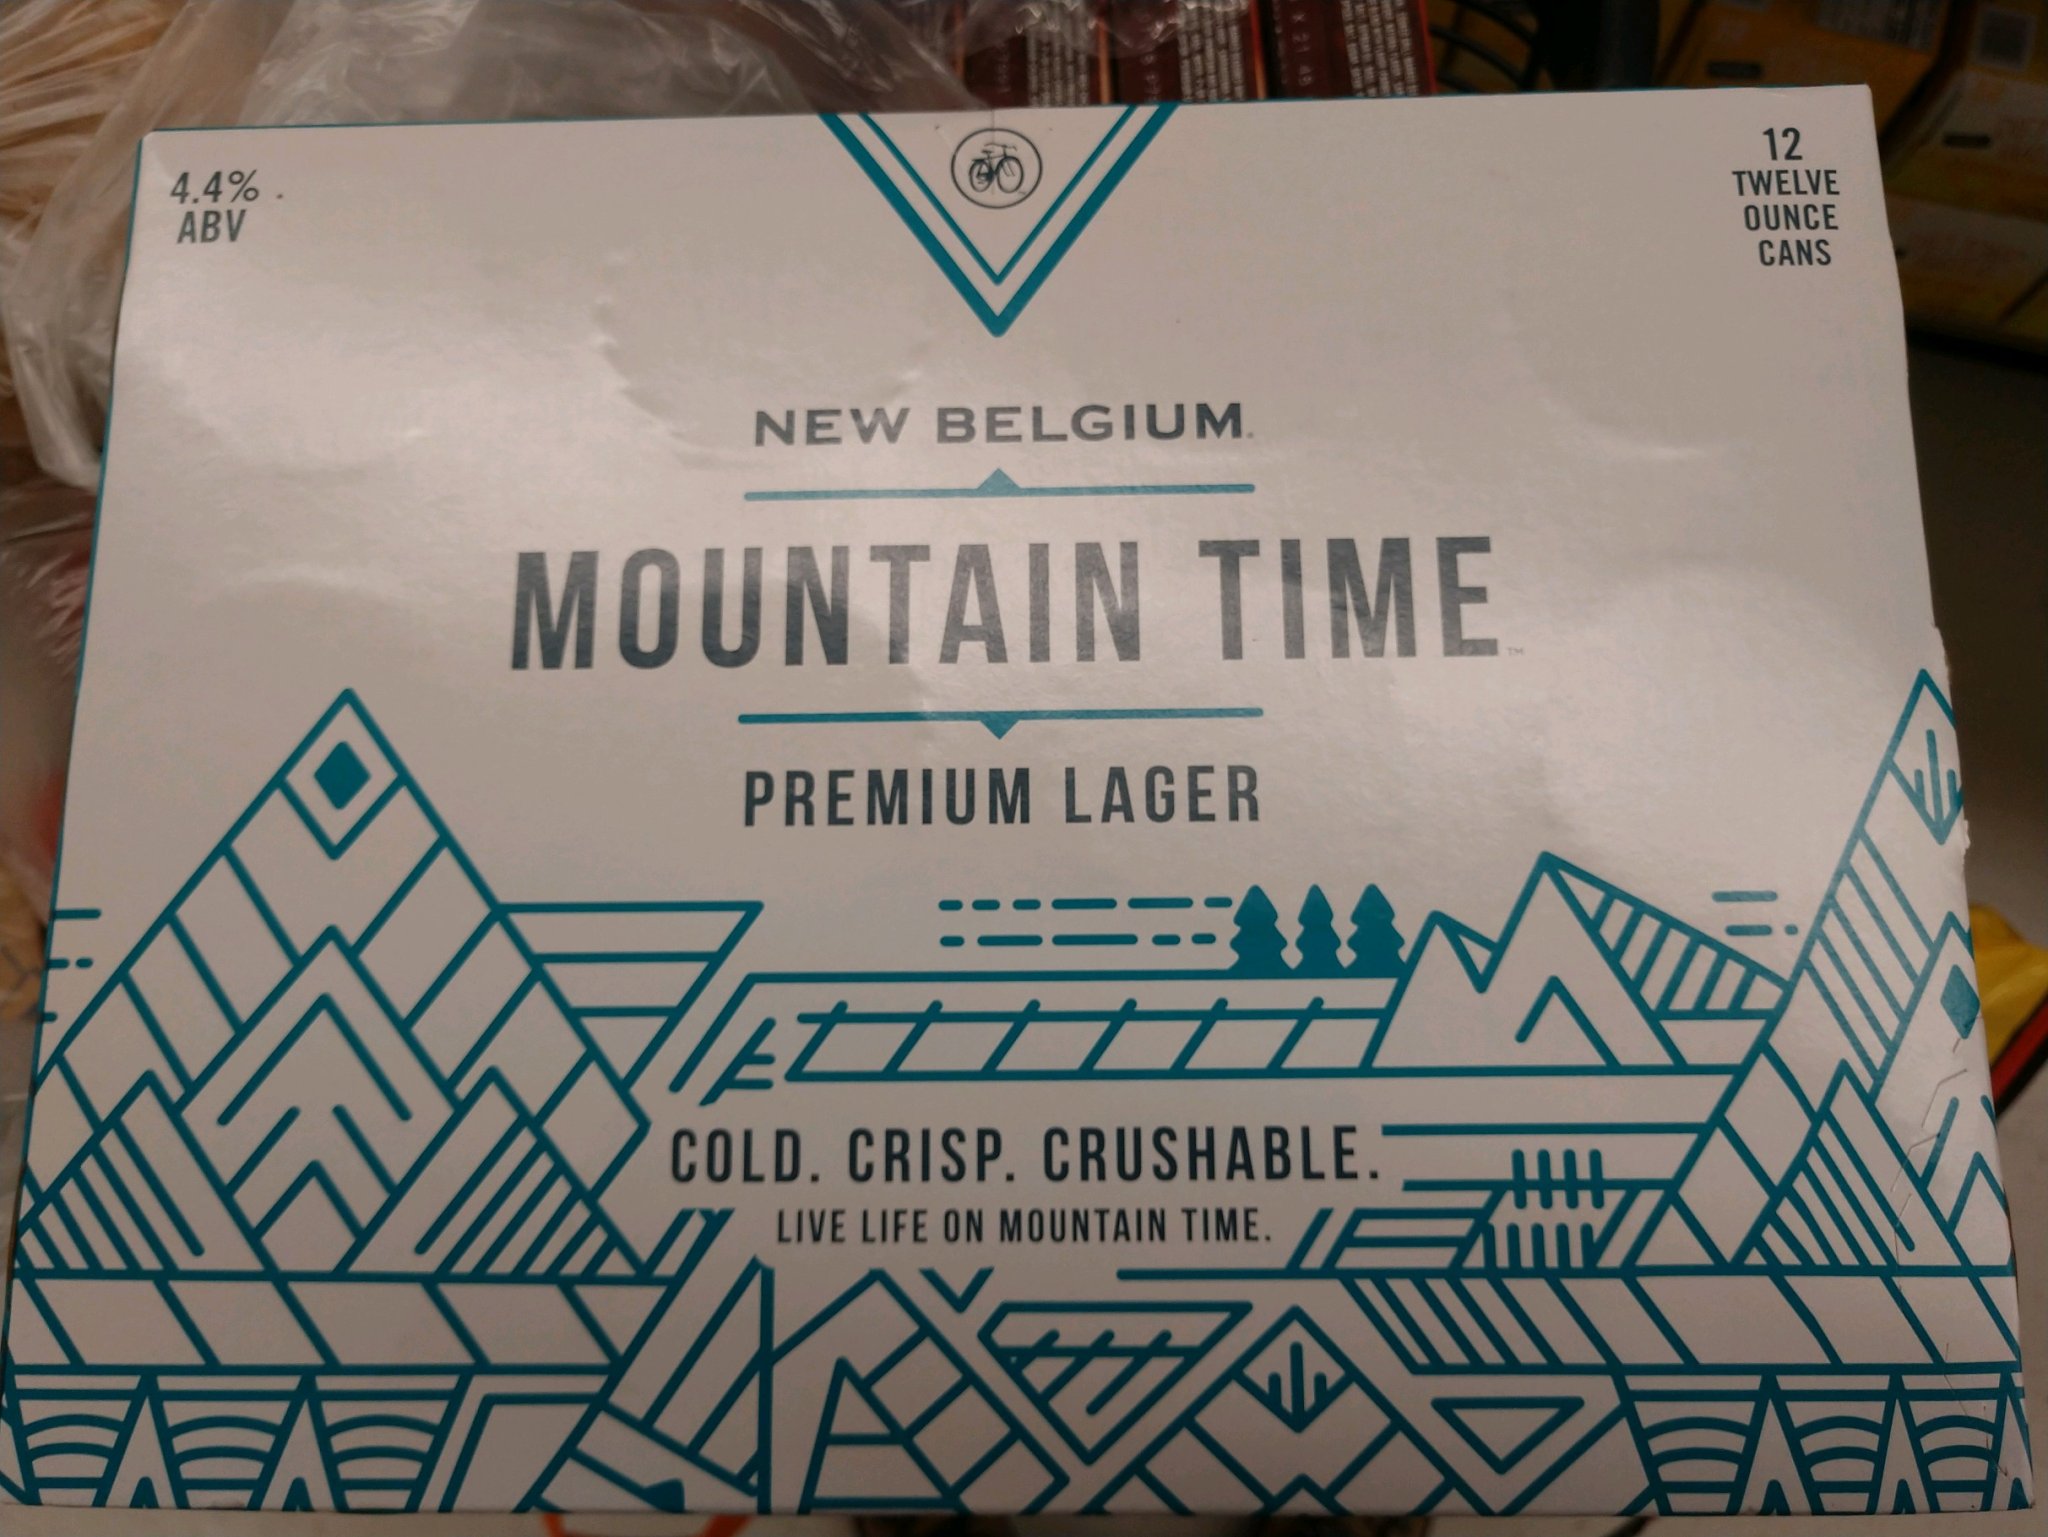 4.4%
ABV
12
TWELVE
OUNCE
CANS
NEW BELGIUM
MOUNTAIN TIME™
PREMIUM LAGER
COLD. CRISP. CRUSHABLE.
LIVE LIFE ON MOUNTAIN TIME.